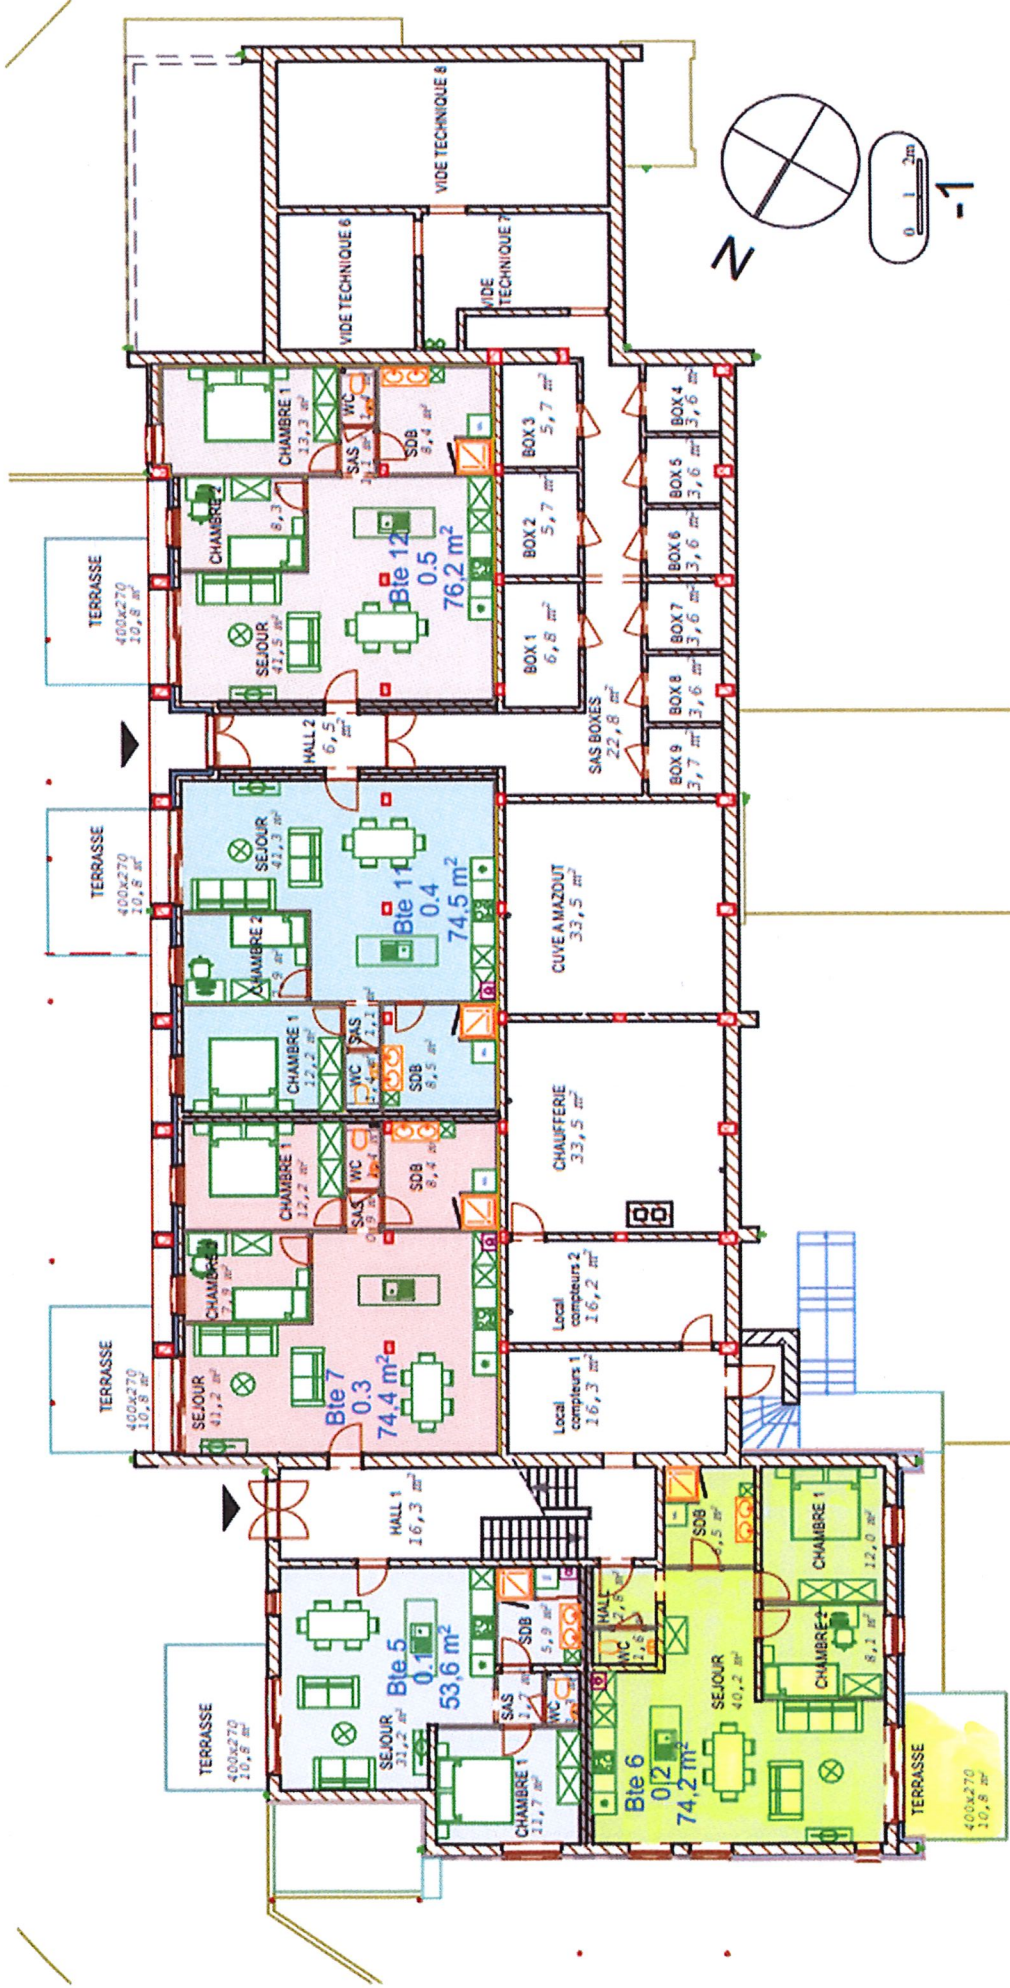 VIDE TECHNIQUE 8
VIDE TECHNIQUE 6
VIDE
TECHNIQUE 7
N
0 1 2m
-1
TERRASSE
400x270
10,8 m²
CHAMBRE 1
13,3 m²
WC
SAS
SDB
8,4 m²
CHAMBRE 2
8,3
SEJOUR
41,5 m²
Bte 12
0.5
76,2 m²
BOX 3
5,7 m²
BOX 2
5,7 m²
BOX 1
6,8 m²
BOX 4
3,6 m²
BOX 5
3,6 m²
BOX 6
3,6 m²
BOX 7
3,6 m²
BOX 8
3,6 m²
BOX 9
3,7 m²
SAS BOXES
22,8 m²
HALL 2
6,5
m²
TERRASSE
400x270
10,8 m²
SEJOUR
41,3 m²
CHAMBRE 2
Bte 11
0.4
74,5 m²
CHAMBRE 1
12,2 m²
WC
SAS
1,1
m²
SDB
8,5 m²
CUVE A MAZOUT
33,5 m²
CHAUFFERIE
33,5 m²
CHAMBRE 1
12,2 m²
WC
SAS
SDB
8,4 m²
CHAMBRE
7,9 m²
TERRASSE
400x270
10,8 m²
SEJOUR
41,2 m²
Bte 7
0.3
74,4 m²
Local
compteurs 2
16,2 m²
Local
compteurs 1
16,3 m²
HALL 1
16,3 m²
TERRASSE
400x270
10,8 m²
SEJOUR
31,2 m²
Bte 5
0.1
53,6 m²
SDB
5,9 m²
SAS
1,7 m²
WC
CHAMBRE 1
11,7 m²
HALL
2,8 m²
WC
1,6 m²
SDB
CHAMBRE 1
12,0 m²
CHAMBRE 2
8,1 m²
SEJOUR
40,2 m²
Bte 6
0.2
74,2 m²
TERRASSE
400x270
10,8 m²